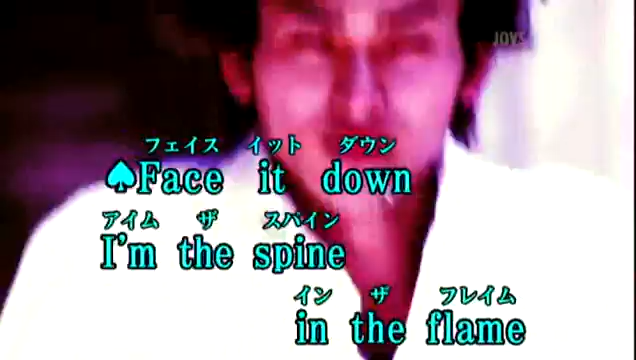 JOYS
フェイス イット ダウン
♠Face it down
アイム ザ スパイン
I'm the spine
イン ザ フレイム
in the flame